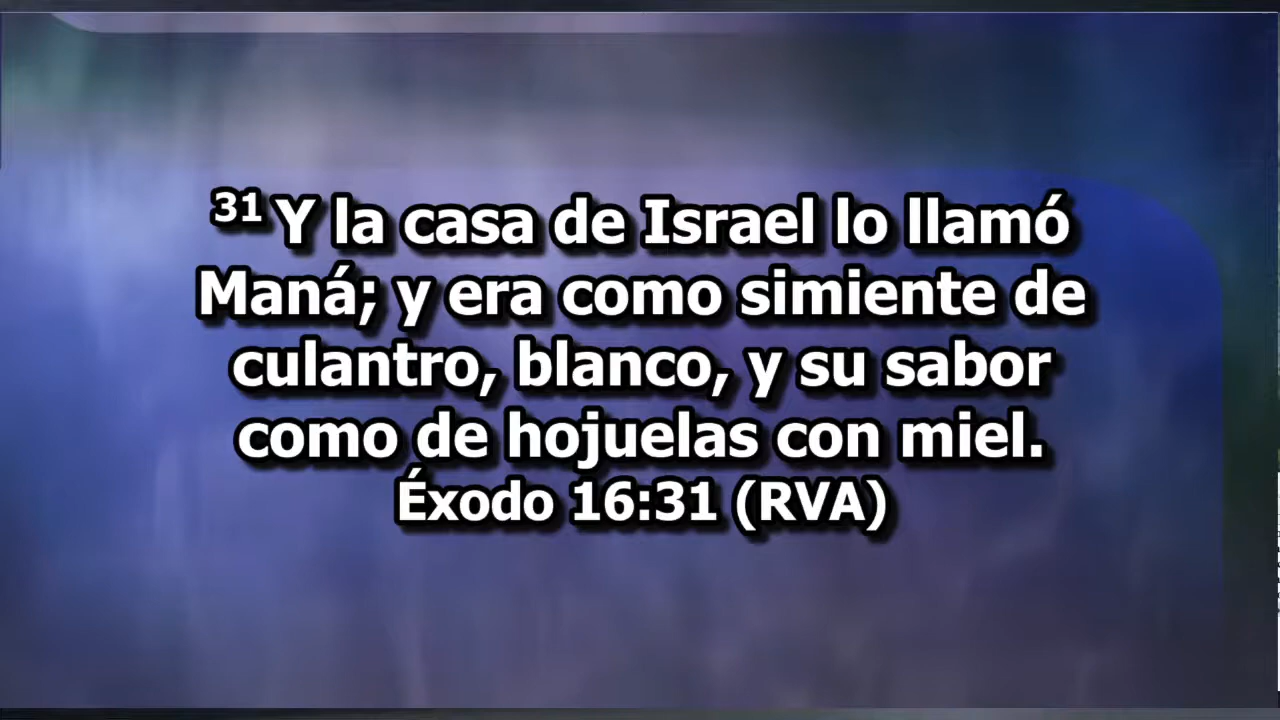 31 Y la casa de Israel lo llamó
Maná; y era como simiente de
culantro, blanco, y su sabor
como de hojuelas con miel.
Éxodo 16:31 (RVA)